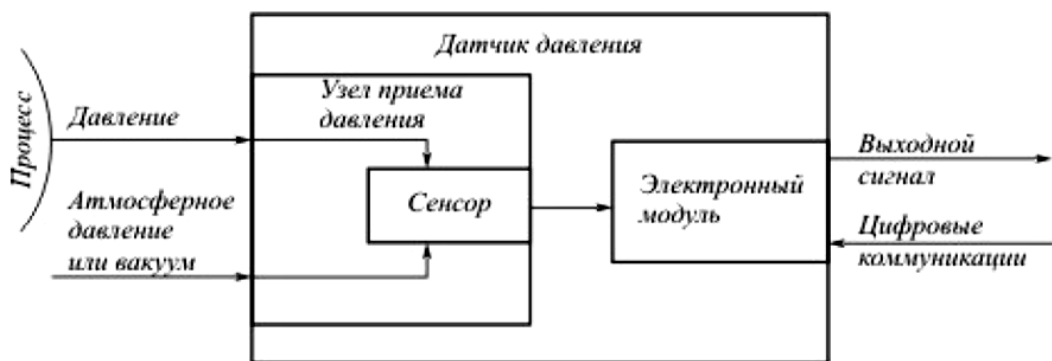 Датчик давления
Процесс
Давление
Узел приема
давления
Атмосферное
давление
или вакуум
Сенсор
Электронный
модуль
Выходной
сигнал
Цифровые
коммуникации